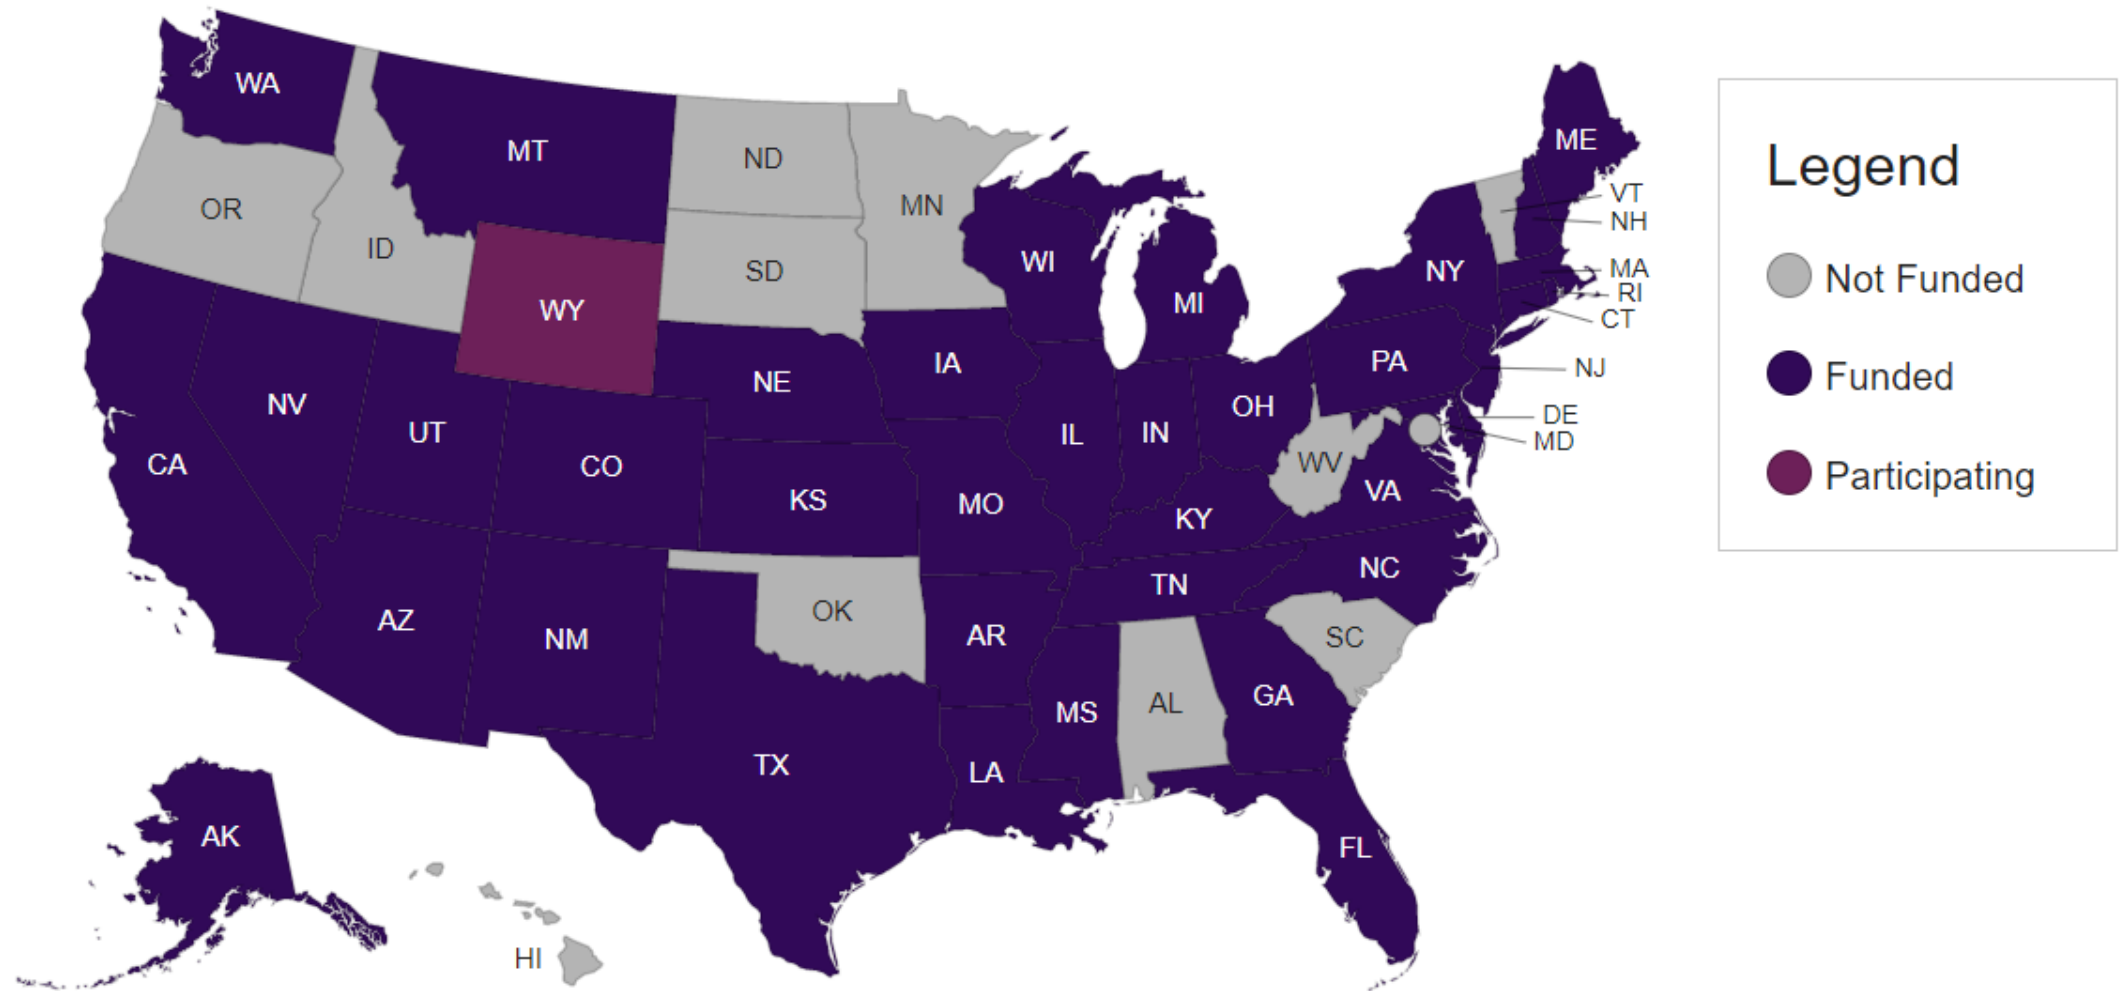 WA
MT
ND
MN
ME
OR
ID
SD
WI
VT
NH
NY
MA
RI
CT
WY
MI
IA
PA
NJ
NE
NV
UT
OH
DE
MD
IL
IN
CA
CO
WV
VA
KS
MO
KY
NC
TN
AZ
NM
OK
AR
SC
MS
AL
GA
TX
LA
AK
FL
HI
Legend
Not Funded
Funded
Participating